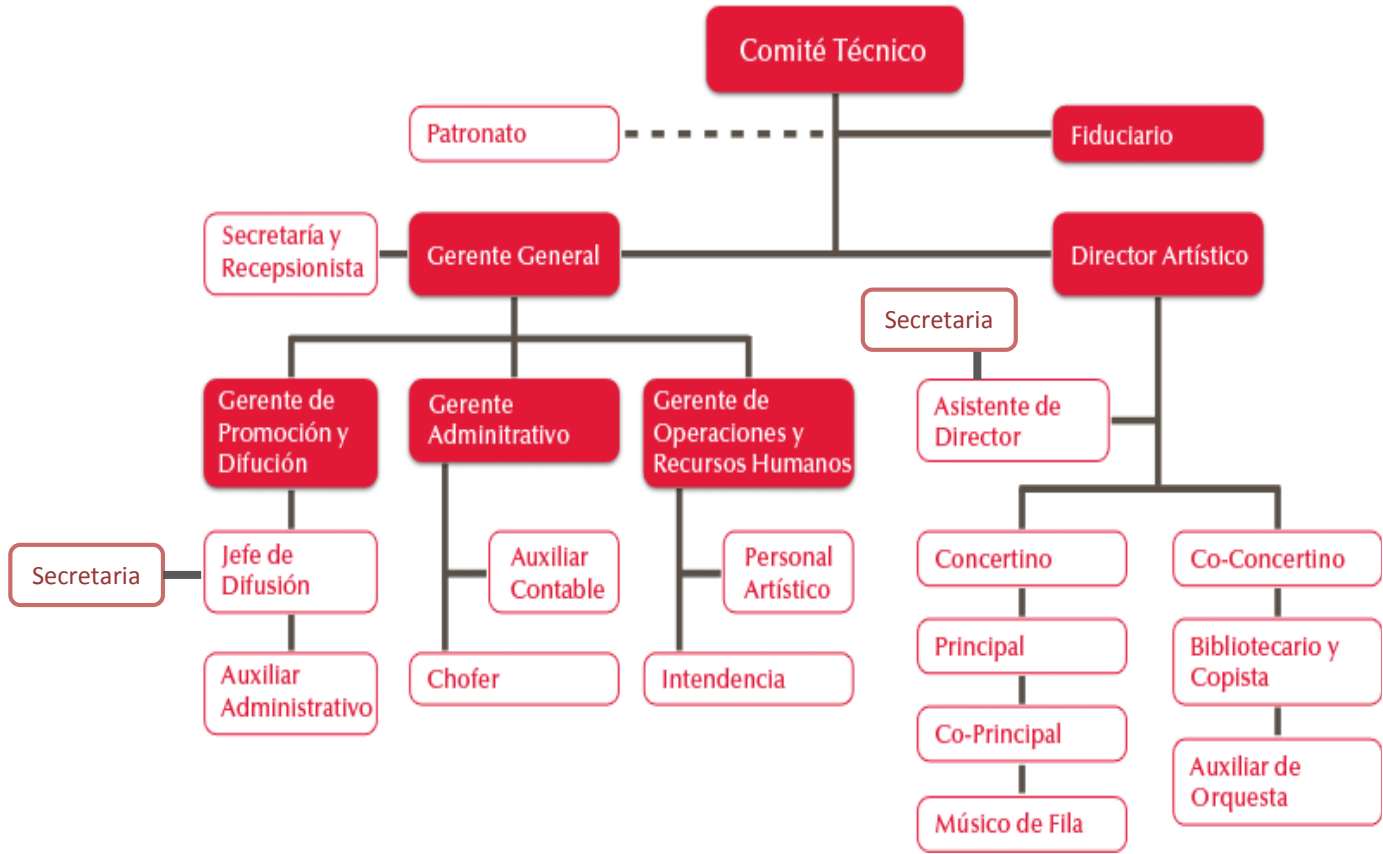 Comité Técnico
Patronato
Fiduciario
Secretaría y
Recepsionista
Gerente General
Director Artístico
Secretaria
Gerente de
Promoción y
Difución
Gerente
Adminitrativo
Gerente de
Operaciones y
Recursos Humanos
Asistente de
Director
Secretaria
Jefe de
Difusión
Auxiliar
Contable
Personal
Artístico
Concertino
Co-Concertino
Auxiliar
Administrativo
Chofer
Intendencia
Principal
Bibliotecario y
Copista
Co-Principal
Auxiliar de
Orquesta
Músico de Fila